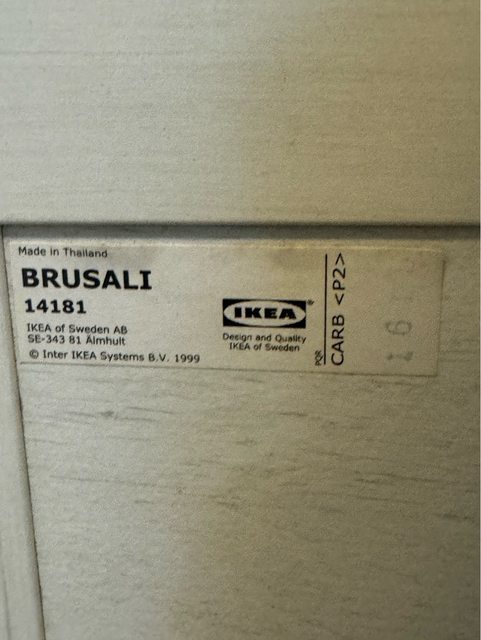 Made in Thailand
BRUSALI
14181
IKEA of Sweden AB
SE-343 81 Älmhult
© Inter IKEA Systems B.V. 1999
IKEA®
Design and Quality
IKEA of Sweden
PQR
CARB <P2>